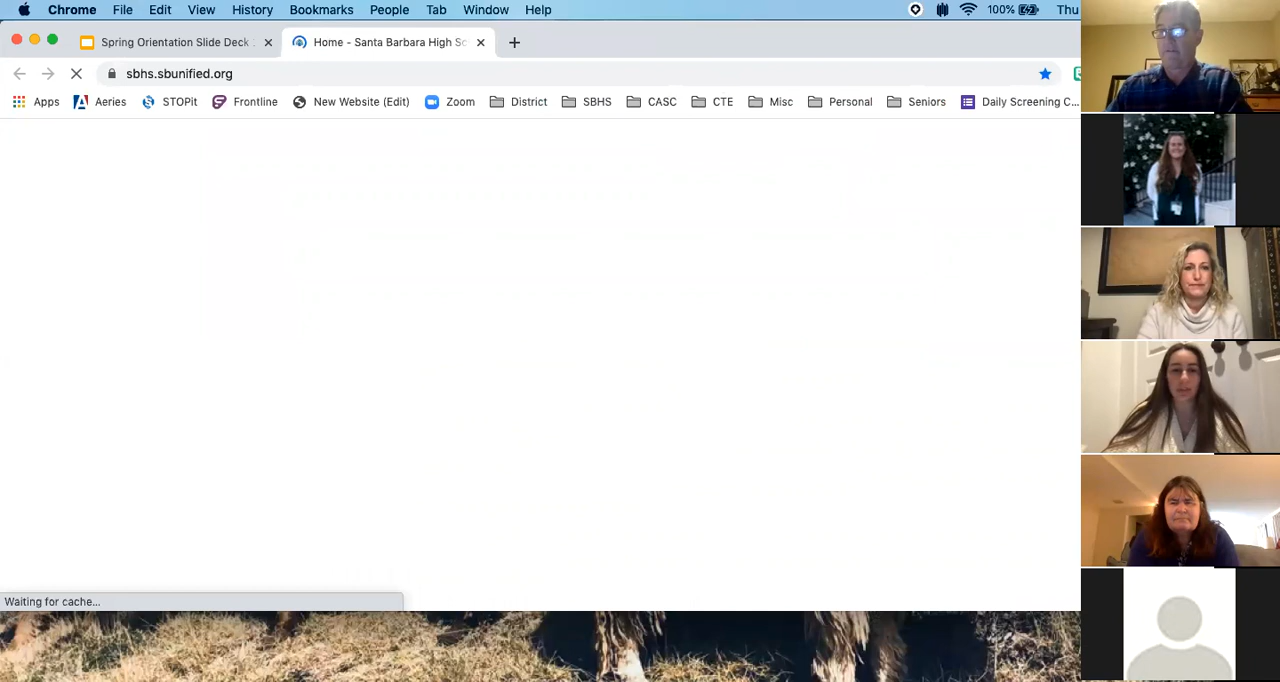 Chrome File Edit View History Bookmarks People Tab Window Help 100% Thu
Spring Orientation Slide Deck Home - Santa Barbara High Sc
sbhs.sbunified.org
Apps Aeries STOPit Frontline New Website (Edit) Zoom District SBHS CASC CTE Misc Personal Seniors Daily Screening C...
Waiting for cache...